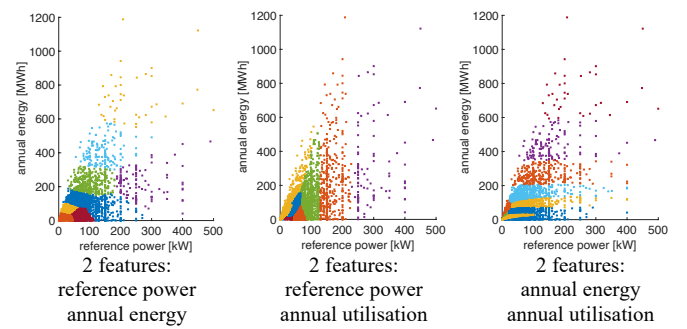 1200
1000
800
600
400
200
0
annual energy [MWh]
0 100 200 300 400 500
reference power [kW]
2 features:
reference power
annual energy
1200
1000
800
600
400
200
0
annual energy [MWh]
0 100 200 300 400 500
reference power [kW]
2 features:
reference power
annual utilisation
1200
1000
800
600
400
200
0
annual energy [MWh]
0 100 200 300 400 500
reference power [kW]
2 features:
annual energy
annual utilisation